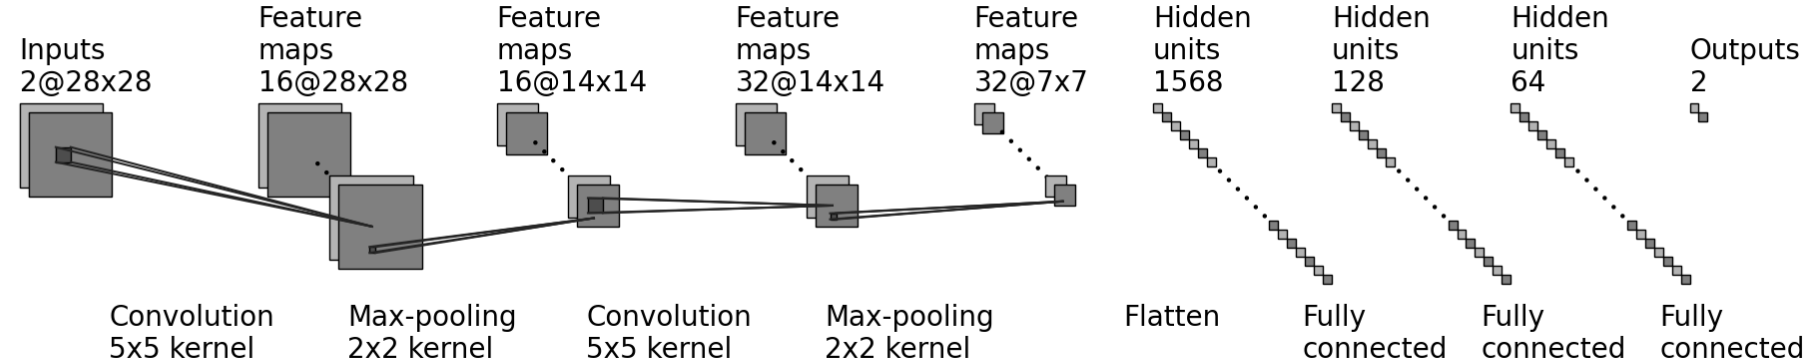 Inputs
2@28x28
Feature
maps
16@28x28
Feature
maps
16@14x14
Feature
maps
32@14x14
Feature
maps
32@7x7
Hidden
units
1568
Hidden
units
128
Hidden
units
64
Outputs
2
Convolution
5x5 kernel
Max-pooling
2x2 kernel
Convolution
5x5 kernel
Max-pooling
2x2 kernel
Flatten
Fully
connected
Fully
connected
Fully
connected